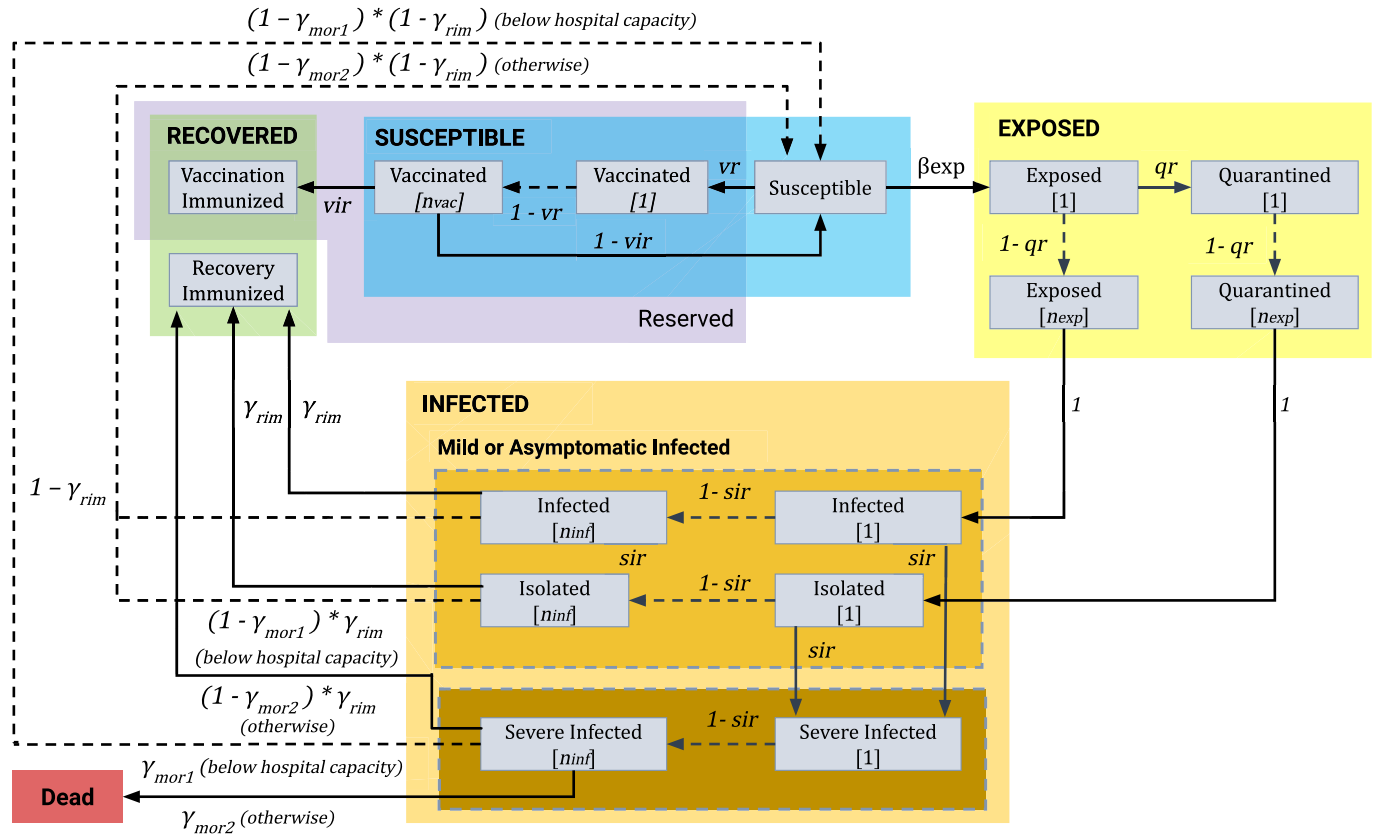 (1 – γmor1 ) * (1 - γrim) (below hospital capacity)
(1 – γmor2 ) * (1 - γrim) (otherwise)
RECOVERED
SUSCEPTIBLE
EXPOSED
Vaccination
Immunized
vir
Vaccinated
[nvac]
1 - vr
Vaccinated
[1]
vr
Susceptible
βexp
Exposed
[1]
qr
Quarantined
[1]
1 - vir
1- qr
1- qr
Recovery
Immunized
Exposed
[nexp]
Quarantined
[nexp]
Reserved
1
1
γrim
γrim
1 – γrim
INFECTED
Mild or Asymptomatic Infected
Infected
[ninf]
1- sir
Infected
[1]
sir
sir
Isolated
[ninf]
1- sir
Isolated
[1]
sir
(1 - γmor1 ) * γrim
(below hospital capacity)
(1 - γmor2 ) * γrim
(otherwise)
Severe Infected
[ninf]
1- sir
Severe Infected
[1]
γmor1 (below hospital capacity)
Dead
γmor2 (otherwise)